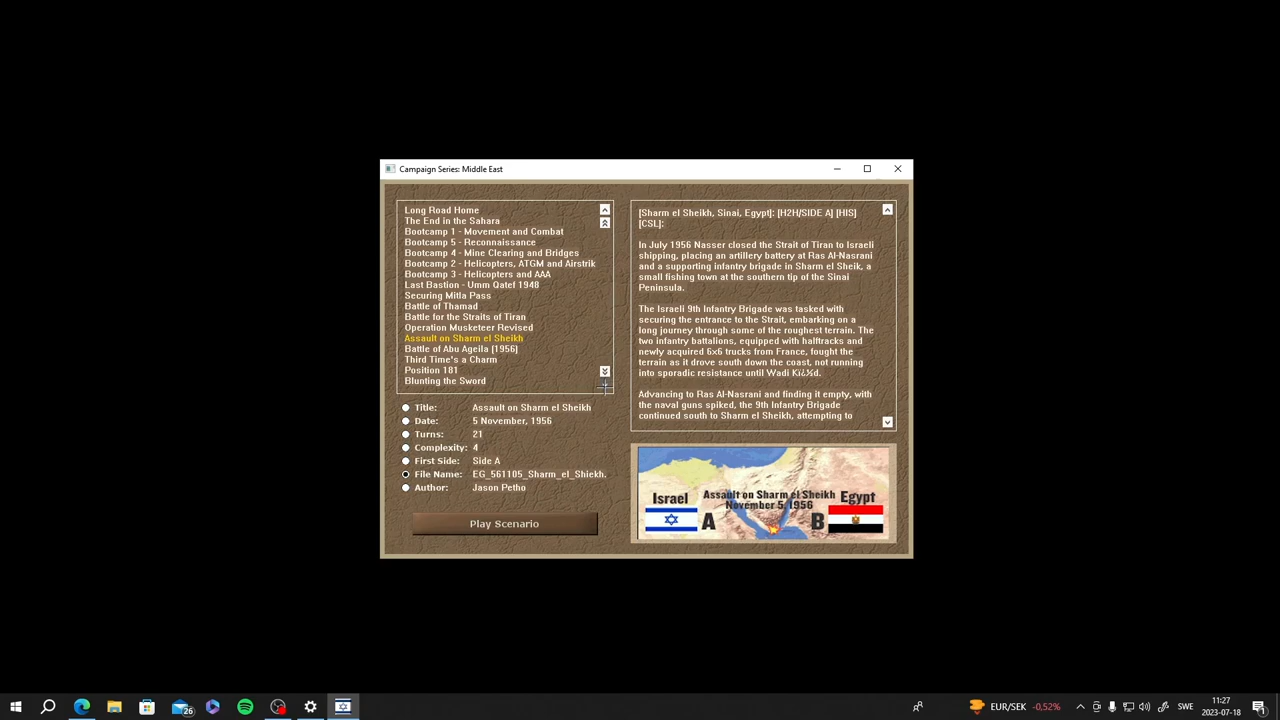 Campaign Series: Middle East
Long Road Home
The End in the Sahara
Bootcamp 1 - Movement and Combat
Bootcamp 5 - Reconnaissance
Bootcamp 4 - Mine Clearing and Bridges
Bootcamp 2 - Helicopters, ATGM and Airstrik
Bootcamp 3 - Helicopters and AAA
Last Bastion - Umm Qatef 1948
Securing Mitla Pass
Battle of Thamad
Battle for the Straits of Tiran
Operation Musketeer Revised
Assault on Sharm el Sheikh
Battle of Abu Ageila [1956]
Third Time's a Charm
Position 181
Blunting the Sword
Title: Assault on Sharm el Sheikh
Date: 5 November, 1956
Turns: 21
Complexity: 4
First Side: Side A
File Name: EG_561105_Sharm_el_Shiekh.
Author: Jason Petho
Play Scenario
[Sharm el Sheikh, Sinai, Egypt]: [H2H/SIDE A] [HIS]
[CSL]:
In July 1956 Nasser closed the Strait of Tiran to Israeli
shipping, placing an artillery battery at Ras Al-Nasrani
and a supporting infantry brigade in Sharm el Sheik, a
small fishing town at the southern tip of the Sinai
Peninsula.
The Israeli 9th Infantry Brigade was tasked with
securing the entrance to the Strait, embarking on a
long journey through some of the roughest terrain. The
two infantry battalions, equipped with halftracks and
newly acquired 6x6 trucks from France, fought the
terrain as it drove south down the coast, not running
into sporadic resistance until Wadi Kï¿½d.
Advancing to Ras Al-Nasrani and finding it empty, with
the naval guns spiked, the 9th Infantry Brigade
continued south to Sharm el Sheikh, attempting to
Israel
Assault on Sharm el Sheikh
November 5, 1956
Egypt
A
B
26
EUR/SEK -0,52%
SWE
11:27
2023-07-18
1